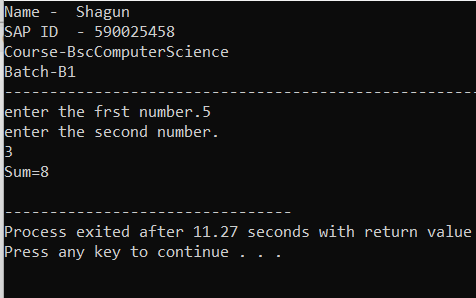 Name -  Shagun
SAP ID  - 590025458
Course-BscComputerScience
Batch-B1
-----------------------------------------------------
enter the frst number.5
enter the second number.
3
Sum=8
--------------------------------
Process exited after 11.27 seconds with return value
Press any key to continue . . .